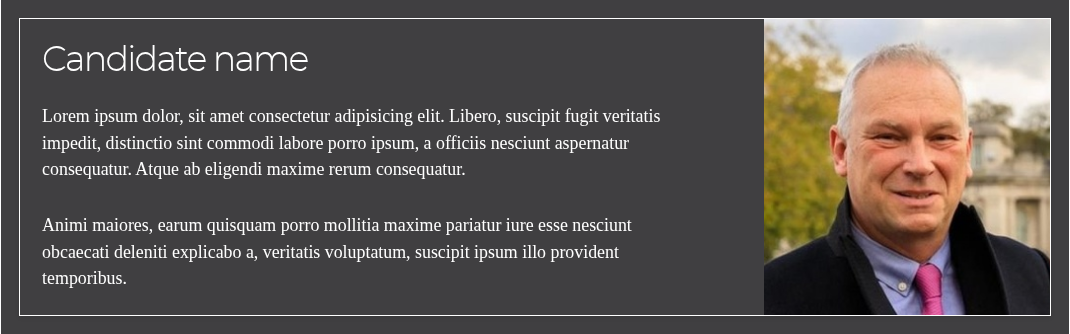 Candidate name
Lorem ipsum dolor, sit amet consectetur adipisicing elit. Libero, suscipit fugit veritatis
impedit, distinctio sint commodi labore porro ipsum, a officiis nesciunt aspernatur
consequatur. Atque ab eligendi maxime rerum consequatur.
Animi maiores, earum quisquam porro mollitia maxime pariatur iure esse nesciunt
obcaecati deleniti explicabo a, veritatis voluptatum, suscipit ipsum illo provident
temporibus.